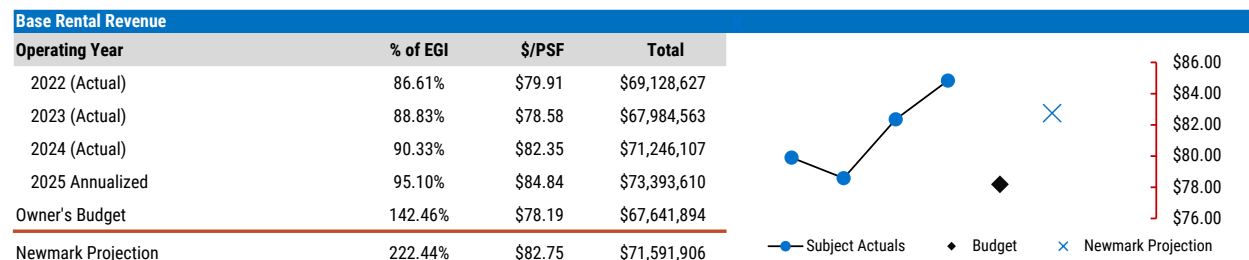 Base Rental Revenue
Operating Year % of EGI $/PSF Total
2022 (Actual) 86.61% $79.91 $69,128,627
2023 (Actual) 88.83% $78.58 $67,984,563
2024 (Actual) 90.33% $82.35 $71,246,107
2025 Annualized 95.10% $84.84 $73,393,610
Owner's Budget 142.46% $78.19 $67,641,894
Newmark Projection 222.44% $82.75 $71,591,906
$86.00
$84.00
$82.00
$80.00
$78.00
$76.00
Subject Actuals Budget Newmark Projection